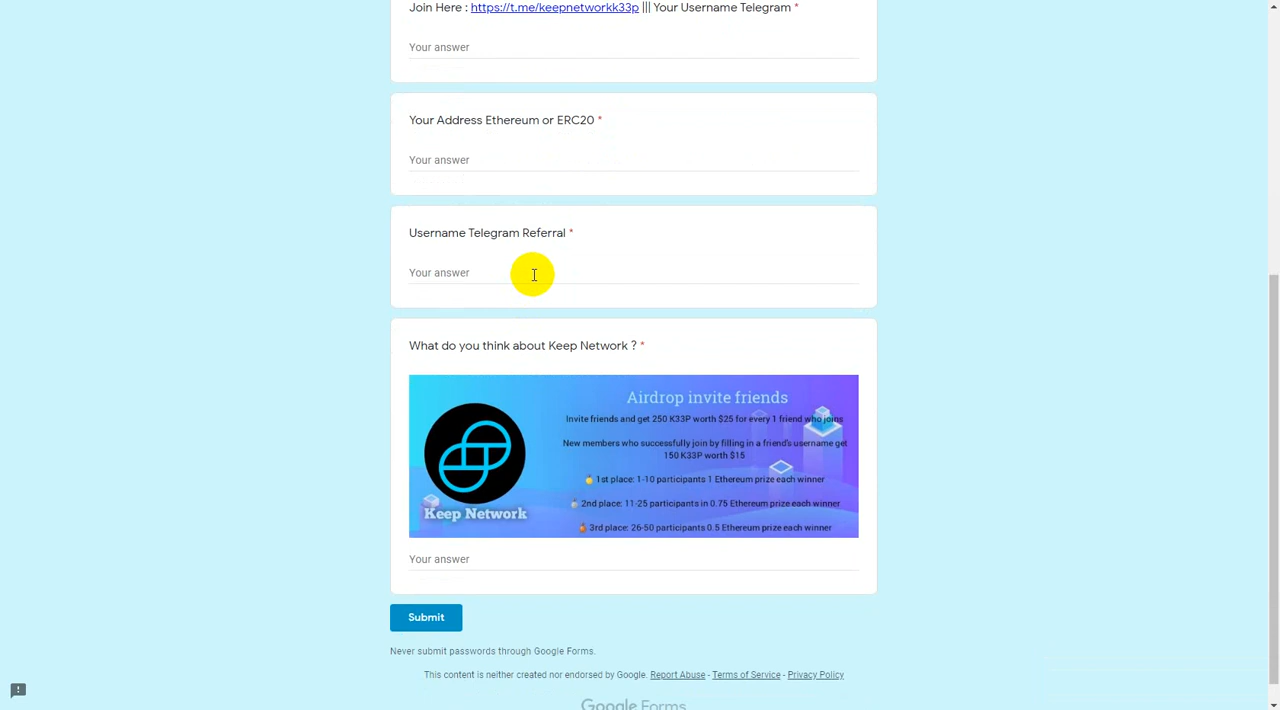 Join Here : https://t.me/keepnetworkk33p ||| Your Username Telegram *
Your answer
Your Address Ethereum or ERC20 *
Your answer
Username Telegram Referral *
Your answer
What do you think about Keep Network ? *
Airdrop invite friends
Invite friends and get 250 K33P worth $25 for every 1 friend who joins
New members who successfully join by filling in a friend's username get
150 K33P worth $15
1st place: 1-10 participants 1 Ethereum prize each winner
2nd place: 11-25 participants in 0.75 Ethereum prize each winner
3rd place: 26-50 participants 0.5 Ethereum prize each winner
Keep Network
Your answer
Submit
Never submit passwords through Google Forms.
This content is neither created nor endorsed by Google. Report Abuse - Terms of Service - Privacy Policy
Google Forms